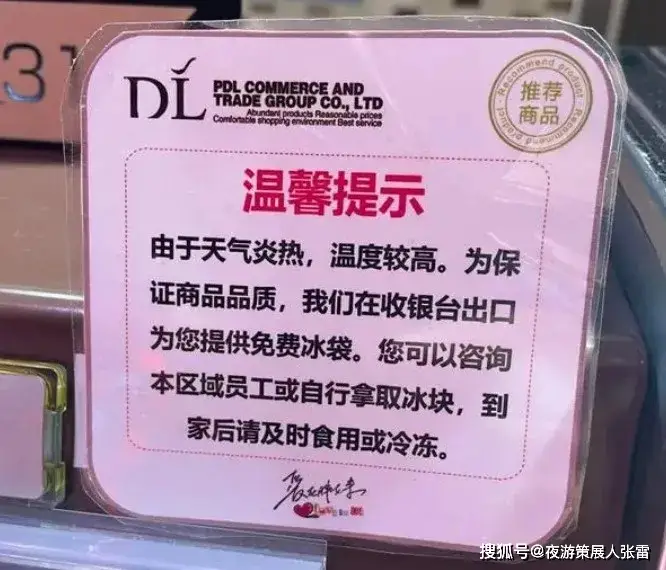 31
DL
PDL COMMERCE AND
TRADE GROUP CO., LTD
Abundant products Reasonable prices
Comfortable shopping environment Best service
Recommend product
推荐
商品
Recommend product
温馨提示
由于天气炎热，温度较高。为保
证商品品质，我们在收银台出口
为您提供免费冰袋。您可以咨询
本区域员工或自行拿取冰块，到
家后请及时食用或冷冻。
搜狐号@夜游策展人张雷